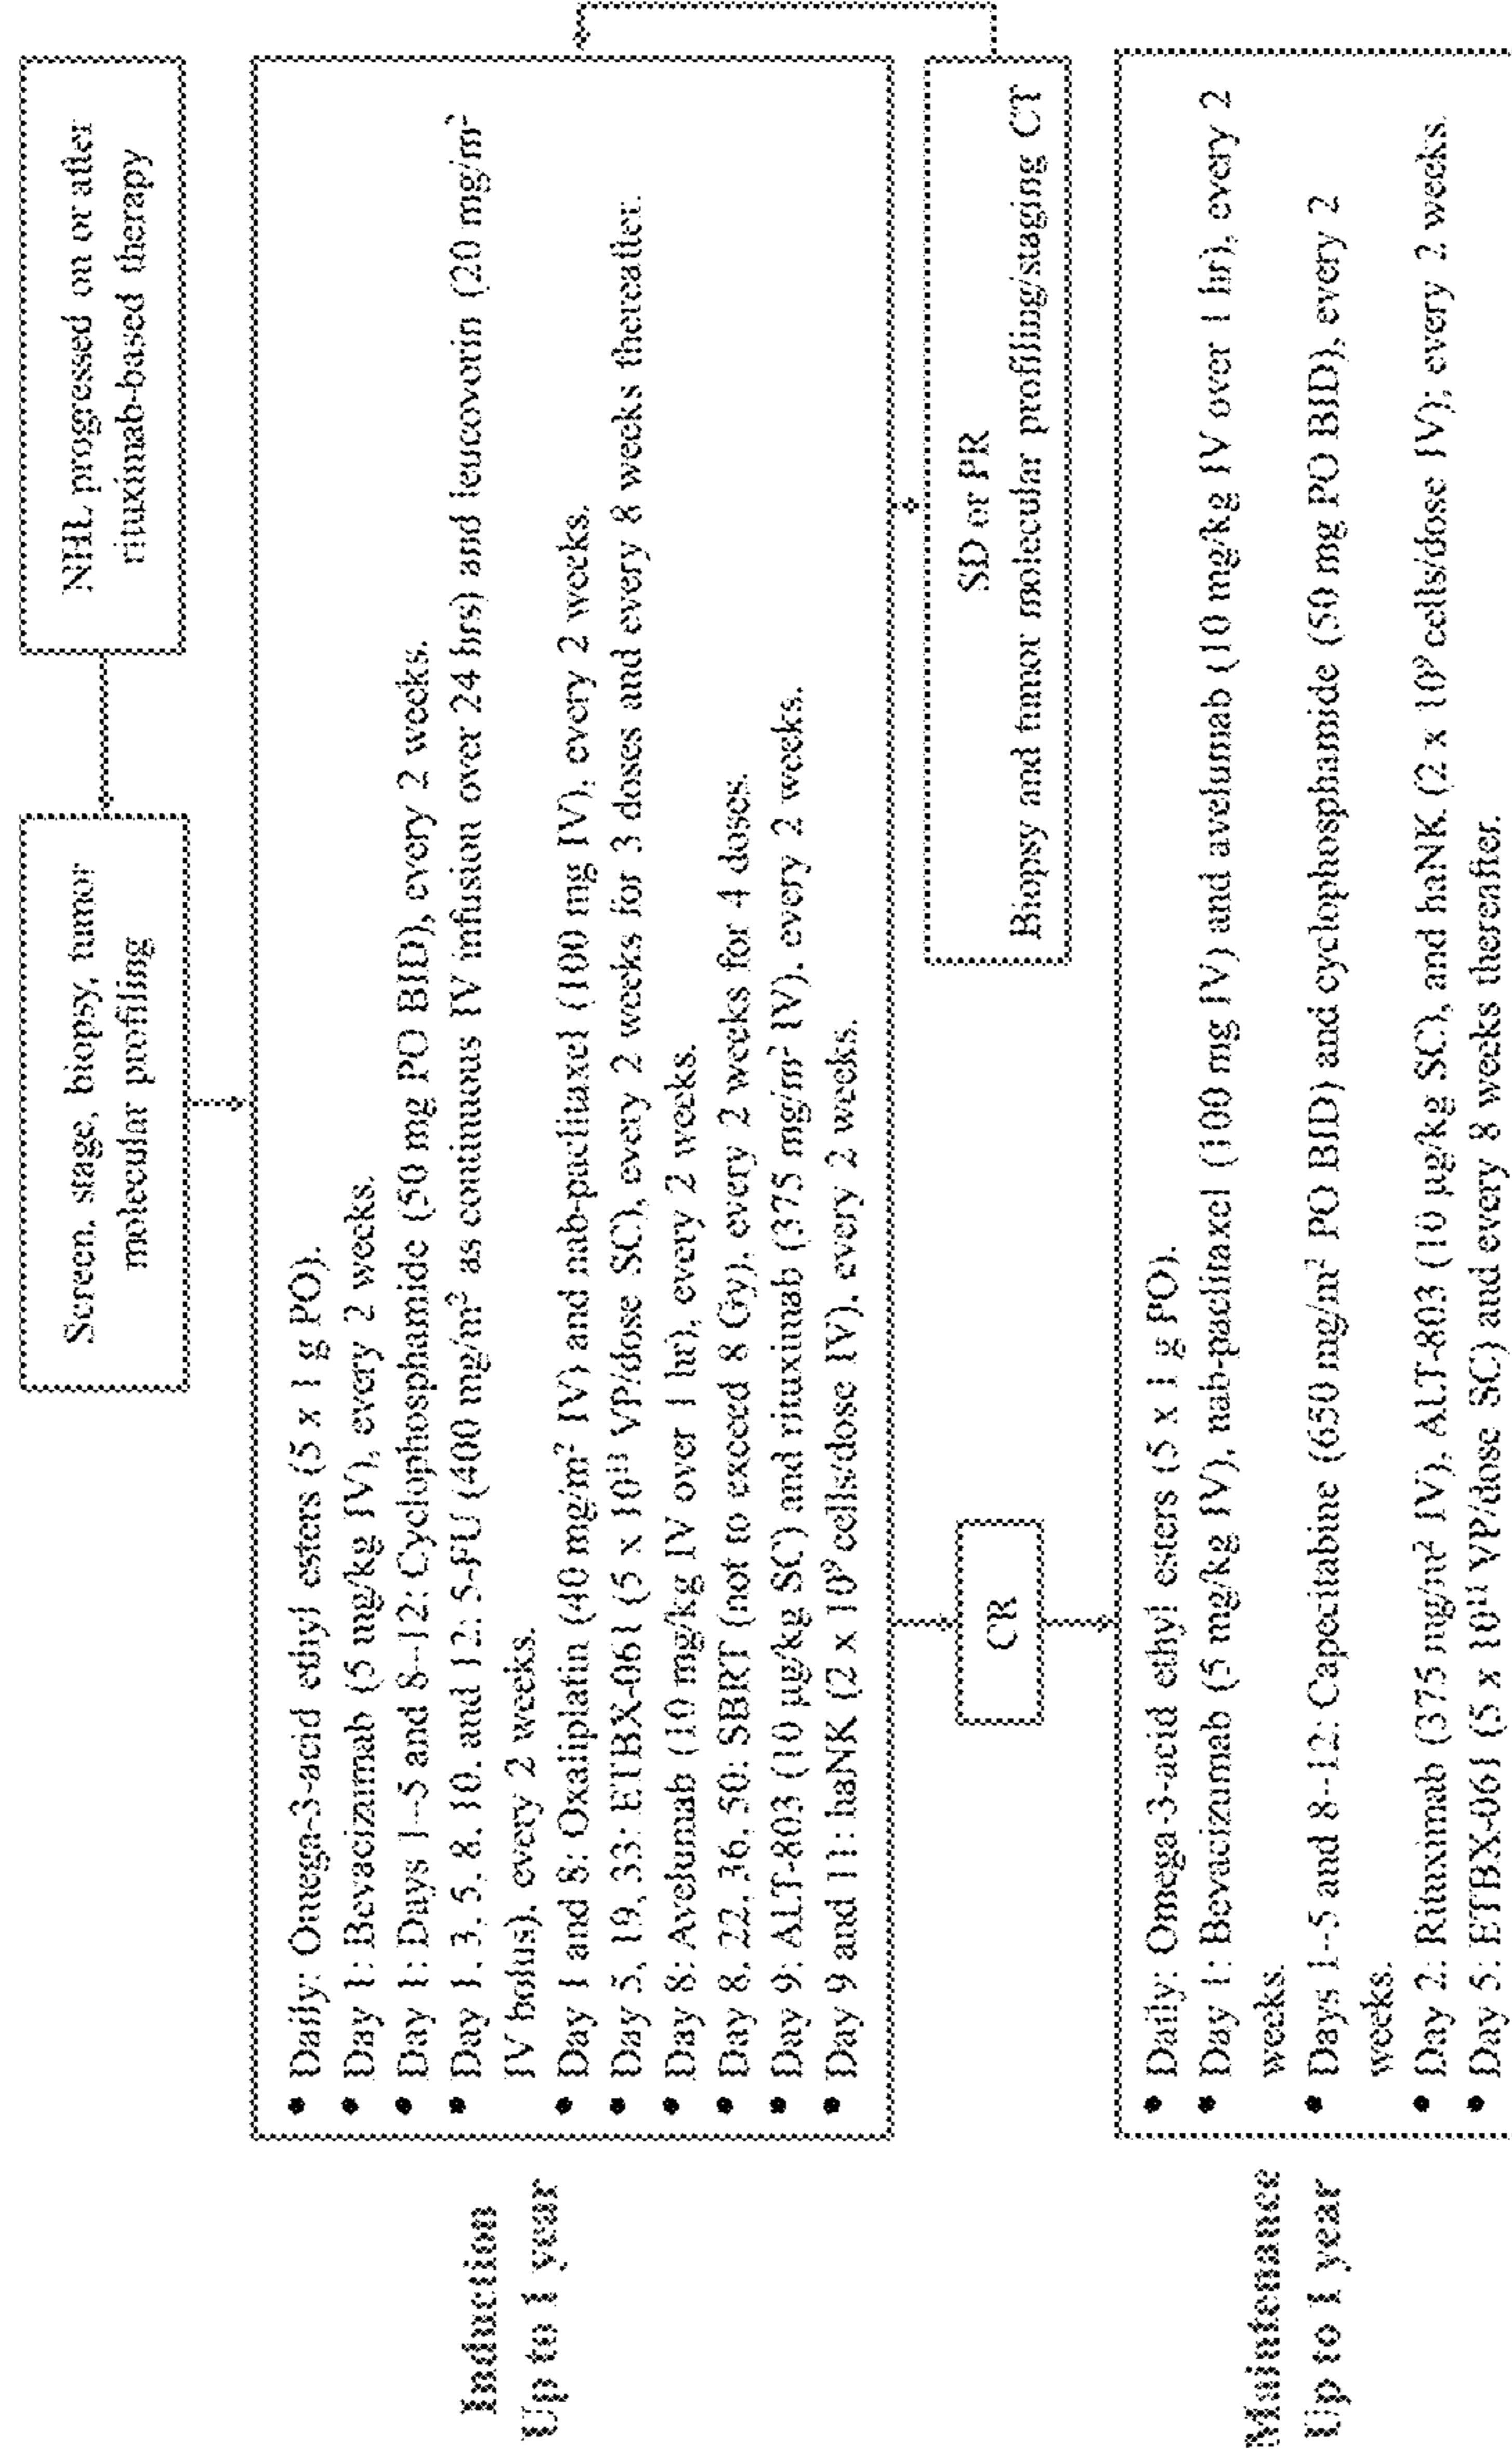 NHL progressed on or after
rituximab-based therapy
Screen, stage, biopsy, tumor
molecular profiling
Induction
Up to 1 year
• Daily: Omega-3-acid ethyl esters (5 x 1 g PO).
• Day 1: Bevacizumab (5 mg/kg IV), every 2 weeks.
• Day 1: Days 1-5 and 8-12: Cyclophosphamide (50 mg PO BID), every 2 weeks.
• Day 1, 3, 5, 8, 10, and 12: 5-FU (400 mg/m² as continuous IV infusion over 24 hrs) and leucovorin (20 mg/m²
IV bolus), every 2 weeks.
• Day 1 and 8: Oxaliplatin (40 mg/m² IV) and nab-paclitaxel (100 mg IV), every 2 weeks.
• Day 5, 19, 33: ETBX-061 (5 x 10¹¹ VP/dose SC), every 2 weeks for 3 doses and every 8 weeks thereafter.
• Day 8: Avelumab (10 mg/kg IV over 1 hr), every 2 weeks.
• Day 8, 22, 36, 50: SBRT (not to exceed 8 Gy), every 2 weeks for 4 doses.
• Day 9: ALT-803 (10 µg/kg SC) and rituximab (375 mg/m² IV), every 2 weeks.
• Day 9 and 11: haNK (2 x 10⁹ cells/dose IV), every 2 weeks.
CR
SD or PR
Biopsy and tumor molecular profiling/staging CT
Maintenance
Up to 1 year
• Daily: Omega-3-acid ethyl esters (5 x 1 g PO).
• Day 1: Bevacizumab (5 mg/kg IV), nab-paclitaxel (100 mg IV) and avelumab (10 mg/kg IV over 1 hr), every 2
weeks.
• Days 1-5 and 8-12: Capecitabine (650 mg/m² PO BID) and cyclophosphamide (50 mg PO BID), every 2
weeks.
• Day 2: Rituximab (375 mg/m² IV), ALT-803 (10 µg/kg SC), and haNK (2 x 10⁹ cells/dose IV); every 2 weeks.
• Day 5: ETBX-061 (5 x 10¹¹ VP/dose SC) and every 8 weeks thereafter.